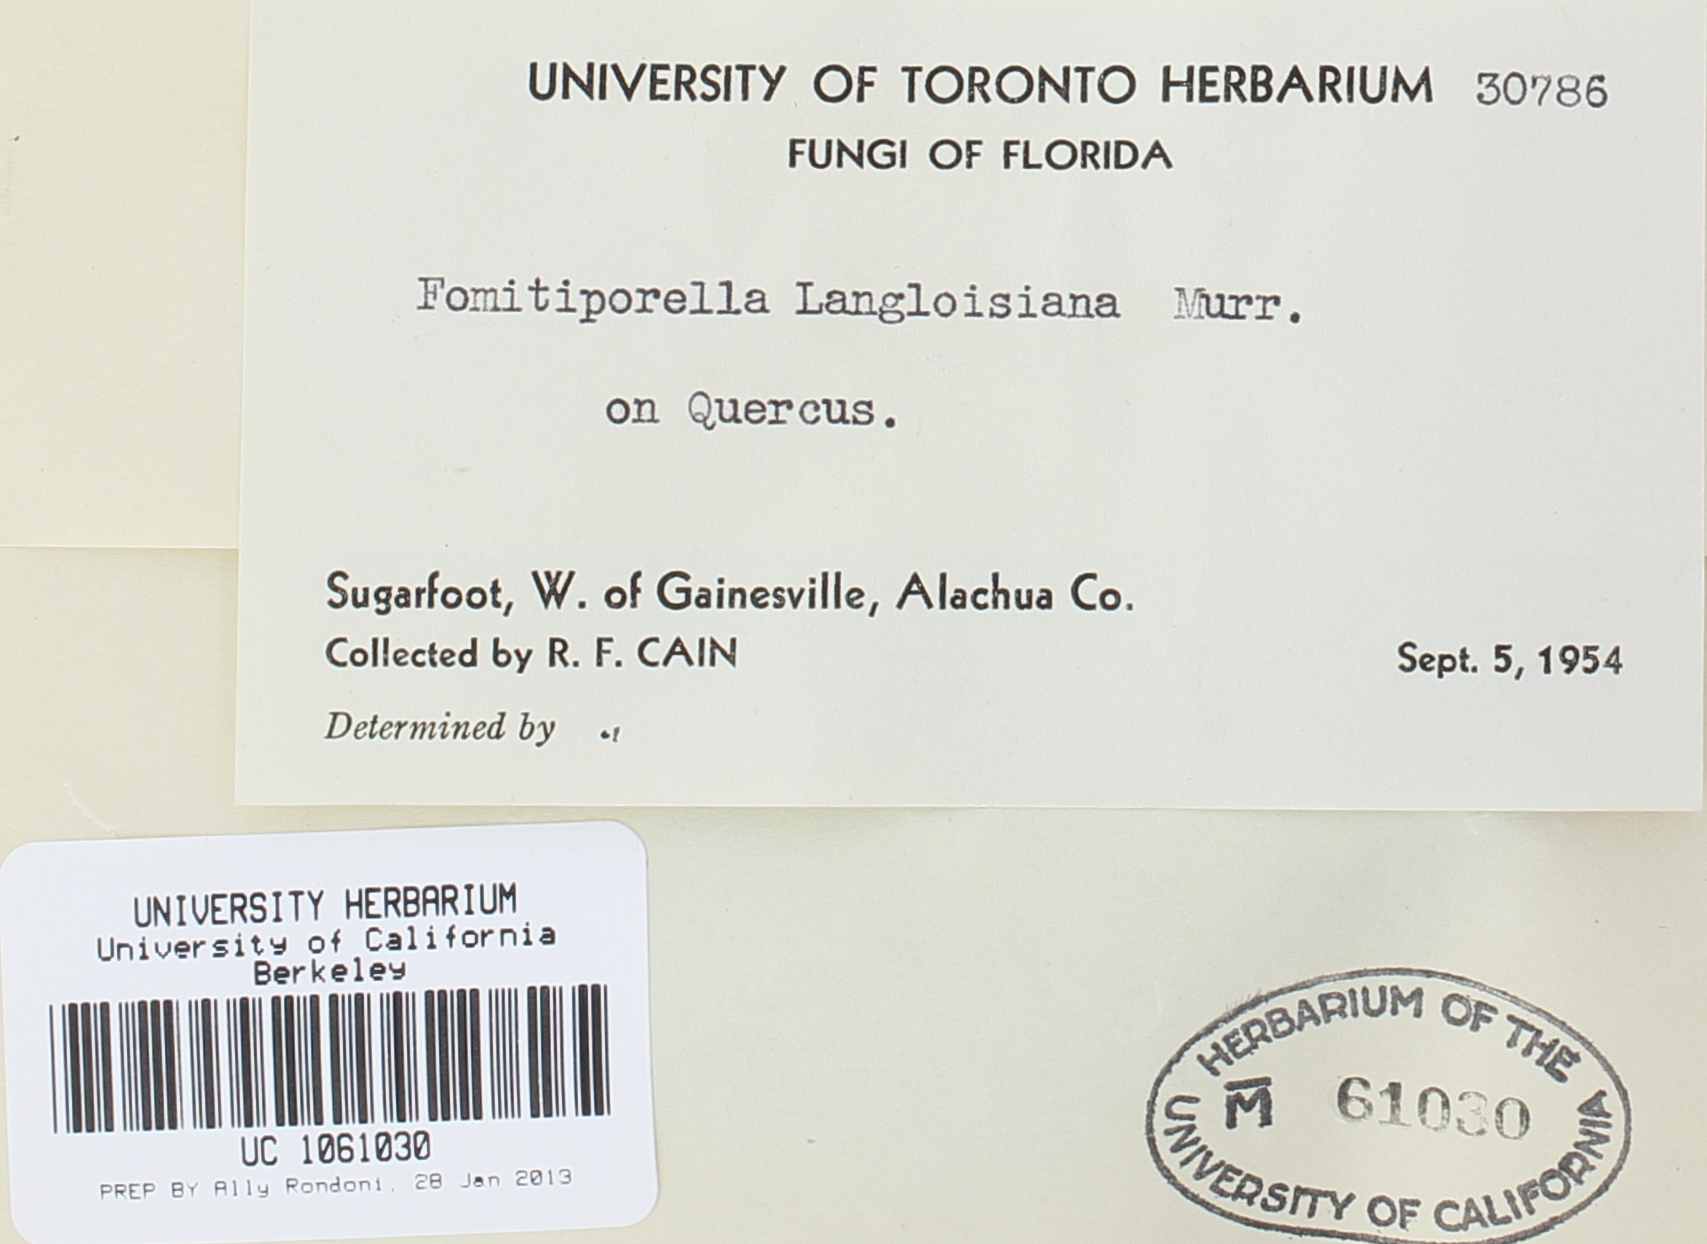 UNIVERSITY OF TORONTO HERBARIUM 30786
FUNGI OF FLORIDA
Fomitiporella Langloisiana Murr.
on Quercus.
Sugarfoot, W. of Gainesville, Alachua Co.
Collected by R. F. CAIN
Sept. 5, 1954
Determined by
UNIVERSITY HERBARIUM
University of California
Berkeley
UC 1061030
PREP BY Ally Rondoni, 28 Jan 2013
HERBARIUM OF THE
M̅ 61030
UNIVERSITY OF CALIFORNIA